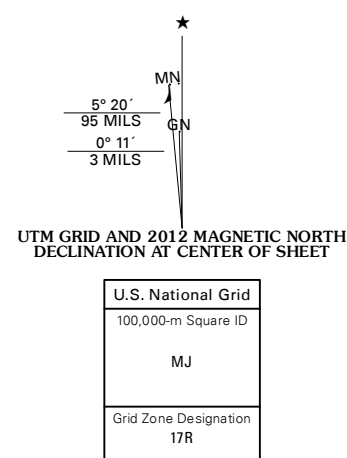 MN
5° 20´
95 MILS
GN
0° 11´
3 MILS
UTM GRID AND 2012 MAGNETIC NORTH
DECLINATION AT CENTER OF SHEET
U.S. National Grid
100,000-m Square ID
MJ
Grid Zone Designation
17R